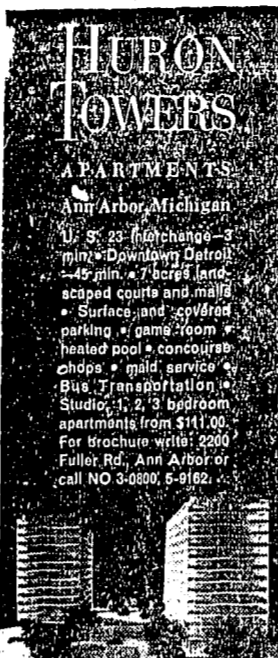 HURON
TOWERS
APARTMENTS
Ann Arbor, Michigan
U. S. 23 Interchange—3
min. • Downtown Detroit
—45 min. • 7 acres land-
scaped courts and malls
• Surface and covered
parking • game room •
heated pool • concourse
shops • maid service •
Bus Transportation •
Studio, 1, 2, 3 bedroom
apartments from $111.00.
For brochure write: 2200
Fuller Rd., Ann Arbor or
call NO 3-0800, 5-9162.